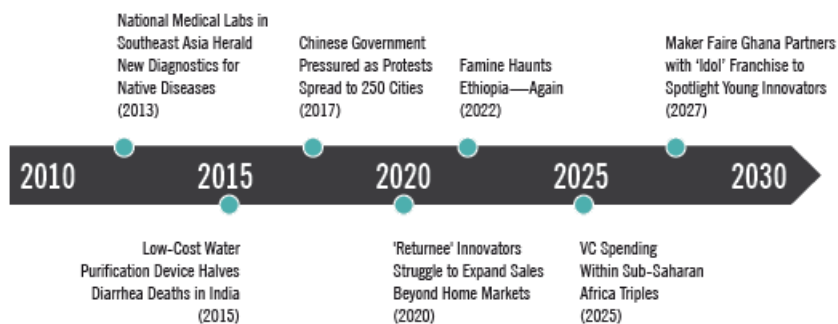 National Medical Labs in
Southeast Asia Herald
New Diagnostics for
Native Diseases
(2013)
Chinese Government
Pressured as Protests
Spread to 250 Cities
(2017)
Famine Haunts
Ethiopia—Again
(2022)
Maker Faire Ghana Partners
with ‘Idol’ Franchise to
Spotlight Young Innovators
(2027)
2010 2015 2020 2025 2030
Low-Cost Water
Purification Device Halves
Diarrhea Deaths in India
(2015)
'Returnee' Innovators
Struggle to Expand Sales
Beyond Home Markets
(2020)
VC Spending
Within Sub-Saharan
Africa Triples
(2025)